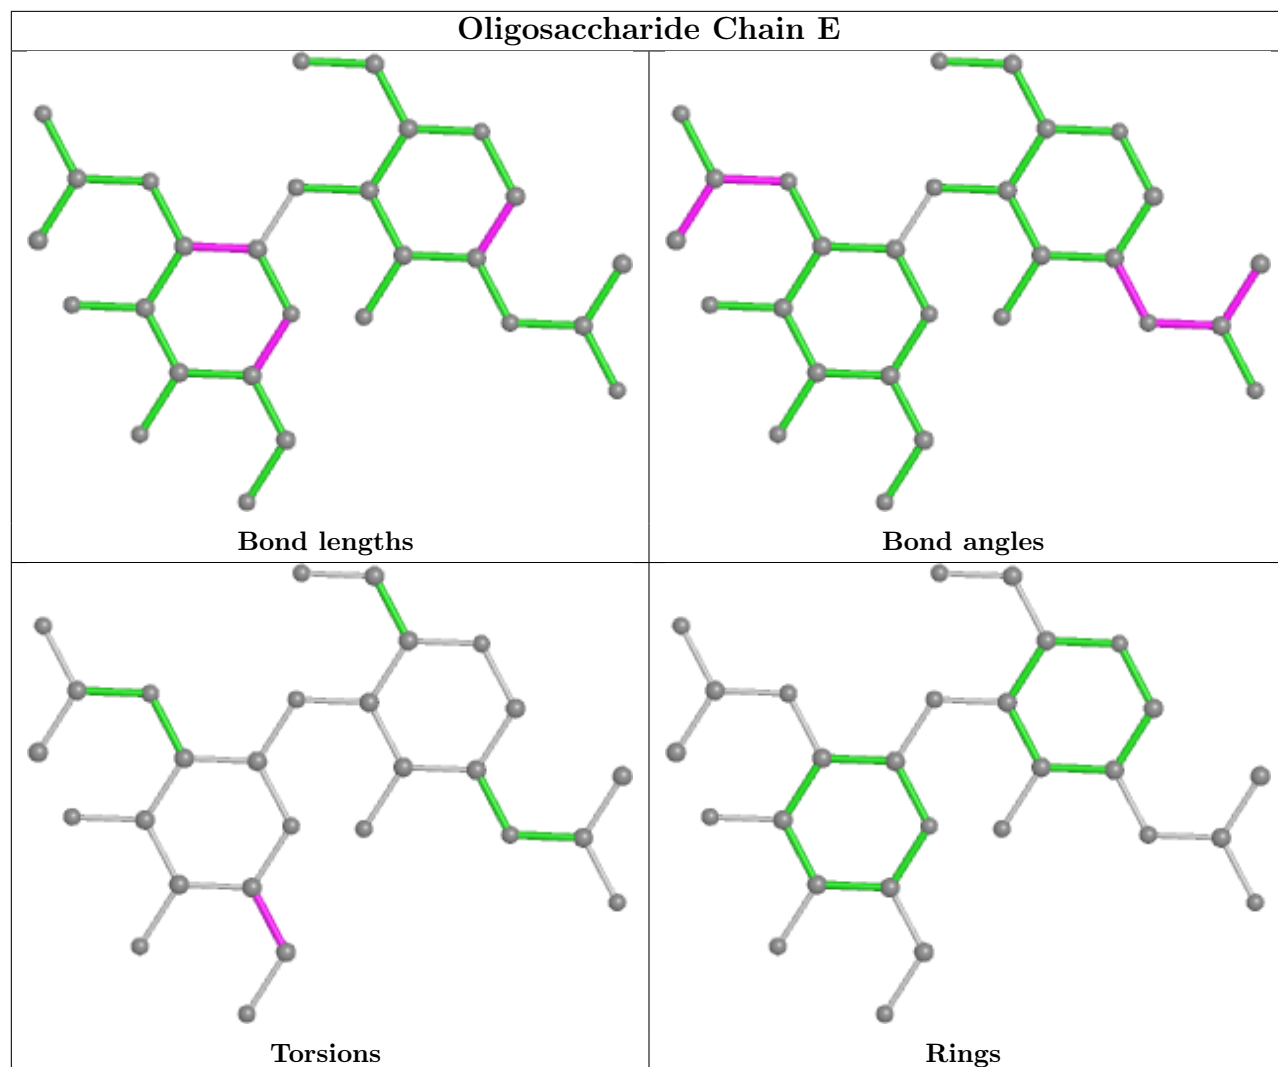 Oligosaccharide Chain E
Bond lengths
Bond angles
Torsions
Rings